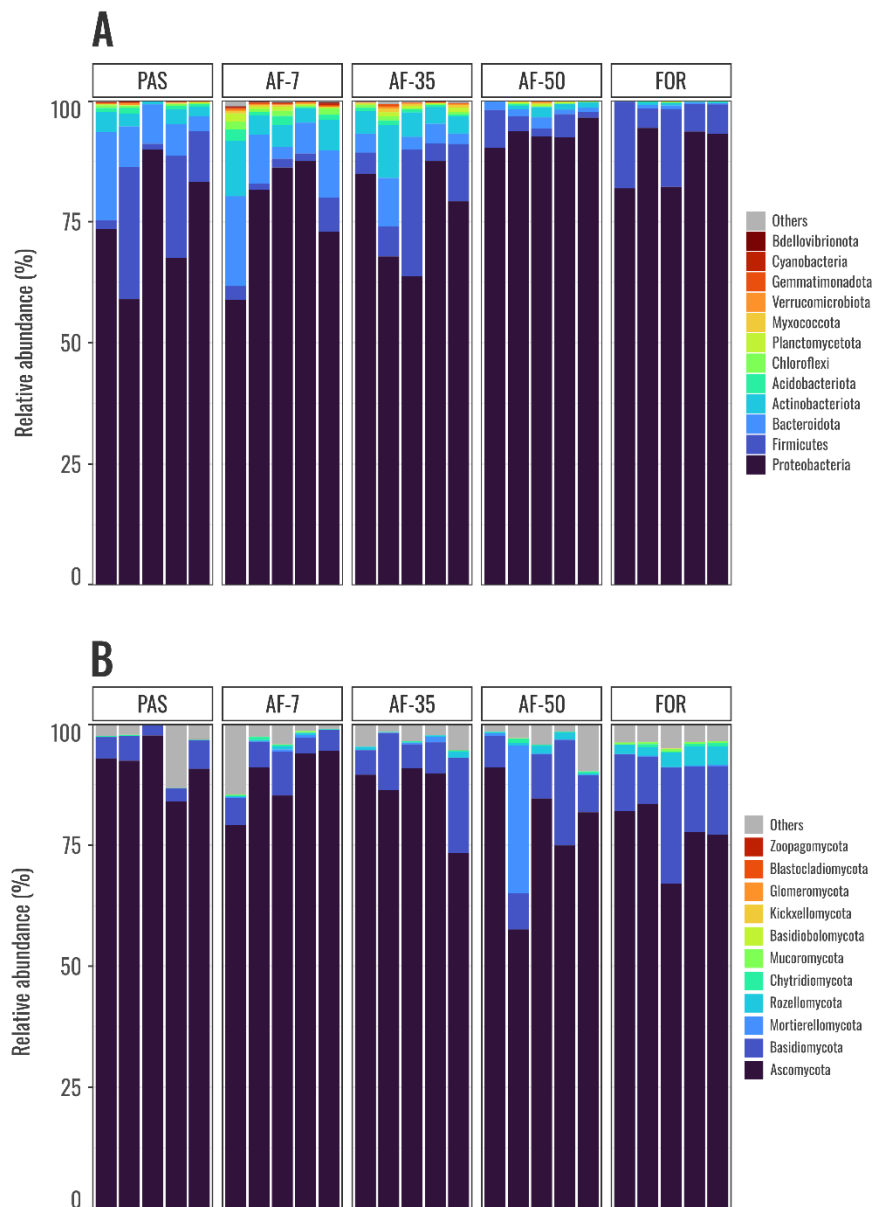 A
PAS AF-7 AF-35 AF-50 FOR
100
75
50
25
0
Relative abundance (%)
Others
Bdellovibrionota
Cyanobacteria
Gemmatimonadota
Verrucomicrobiota
Myxococcota
Planctomycetota
Chloroflexi
Acidobacteriota
Actinobacteriota
Bacteroidota
Firmicutes
Proteobacteria
B
PAS AF-7 AF-35 AF-50 FOR
100
75
50
25
0
Relative abundance (%)
Others
Zoopagomycota
Blastocladiomycota
Glomeromycota
Kickxellomycota
Basidiobolomycota
Mucoromycota
Chytridiomycota
Rozellomycota
Mortierellomycota
Basidiomycota
Ascomycota